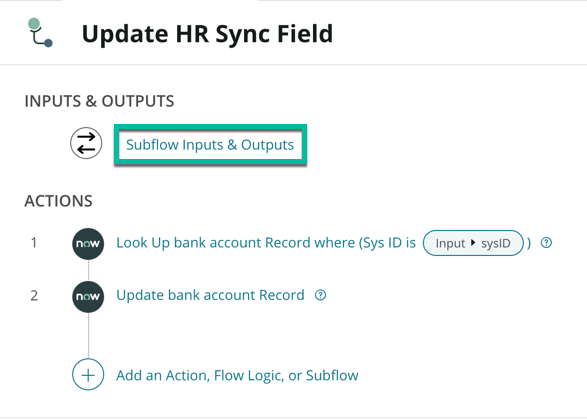 Update HR Sync Field
INPUTS & OUTPUTS
Subflow Inputs & Outputs
ACTIONS
1 now Look Up bank account Record where (Sys ID is Input ▸ sysID ) ?
2 now Update bank account Record ?
+ Add an Action, Flow Logic, or Subflow